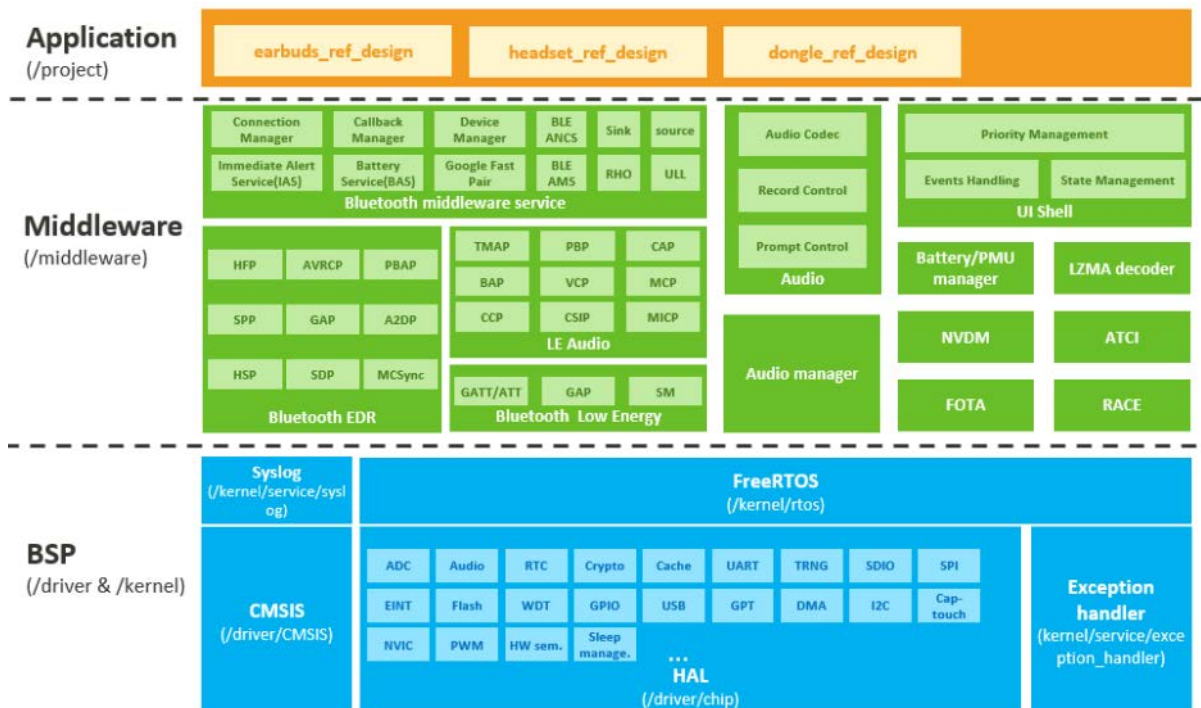 Application
(/project)
earbuds_ref_design
headset_ref_design
dongle_ref_design
Middleware
(/middleware)
Connection
Manager
Callback
Manager
Device
Manager
BLE
ANCS
Sink
source
Immediate Alert
Service(IAS)
Battery
Service(BAS)
Google Fast
Pair
BLE
AMS
RHO
ULL
Bluetooth middleware service
HFP
AVRCP
PBAP
SPP
GAP
A2DP
HSP
SDP
MCSync
Bluetooth EDR
TMAP
PBP
CAP
BAP
VCP
MCP
CCP
CSIP
MICP
LE Audio
GATT/ATT
GAP
SM
Bluetooth Low Energy
Audio Codec
Record Control
Prompt Control
Audio
Audio manager
Priority Management
Events Handling
State Management
UI Shell
Battery/PMU
manager
LZMA decoder
NVDM
ATCI
FOTA
RACE
BSP
(/driver & /kernel)
Syslog
(/kernel/service/sysl
og)
FreeRTOS
(/kernel/rtos)
CMSIS
(/driver/CMSIS)
ADC
Audio
RTC
Crypto
Cache
UART
TRNG
SDIO
SPI
EINT
Flash
WDT
GPIO
USB
GPT
DMA
I2C
Cap-
touch
NVIC
PWM
HW sem.
Sleep
manage.
...
HAL
(/driver/chip)
Exception
handler
(kernel/service/exce
ption_handler)